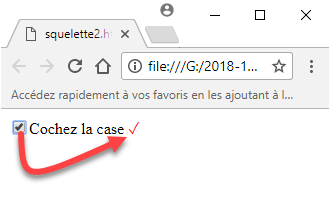 squelette2.h
file:///G:/2018-1...
Accédez rapidement à vos favoris en les ajoutant à l...
Cochez la case ✓